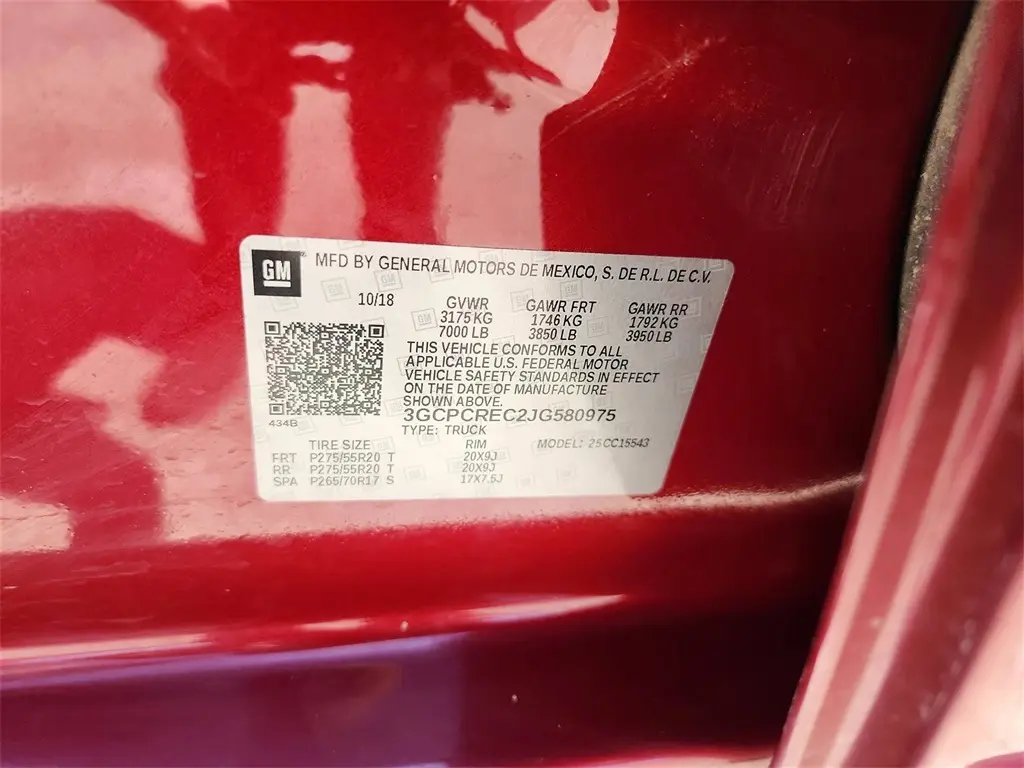 GM® MFD BY GENERAL MOTORS DE MEXICO, S. DE R.L. DE C.V.
10/18 GVWR GAWR FRT GAWR RR
3175 KG 1746 KG 1792 KG
7000 LB 3850 LB 3950 LB
THIS VEHICLE CONFORMS TO ALL
APPLICABLE U.S. FEDERAL MOTOR
VEHICLE SAFETY STANDARDS IN EFFECT
ON THE DATE OF MANUFACTURE
SHOWN ABOVE.
3GCPCREC2JG580975
434B
TYPE: TRUCK
TIRE SIZE RIM MODEL: 25CC15543
FRT P275/55R20 T 20X9J
RR P275/55R20 T 20X9J
SPA P265/70R17 S 17X7.5J